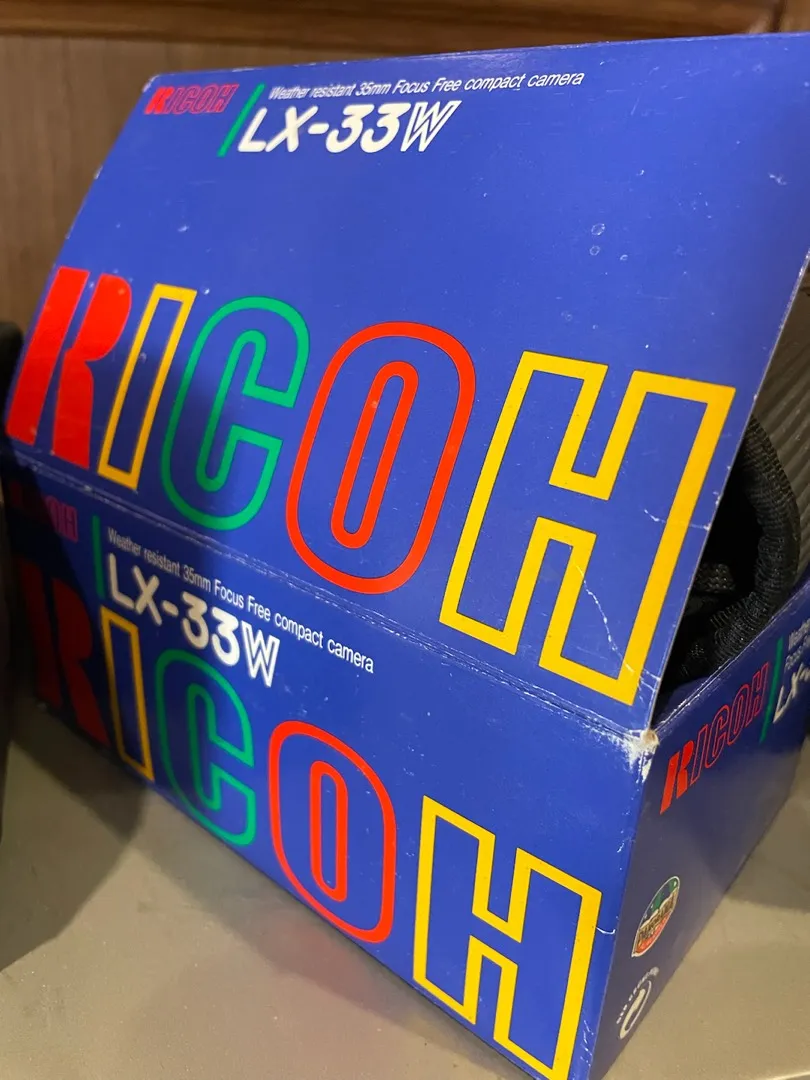 RICOH
Weather resistant 35mm Focus Free compact camera
LX-33W
RICOH
RICOH
Weather resistant 35mm Focus Free compact camera
LX-33W
RICOH
RICOH